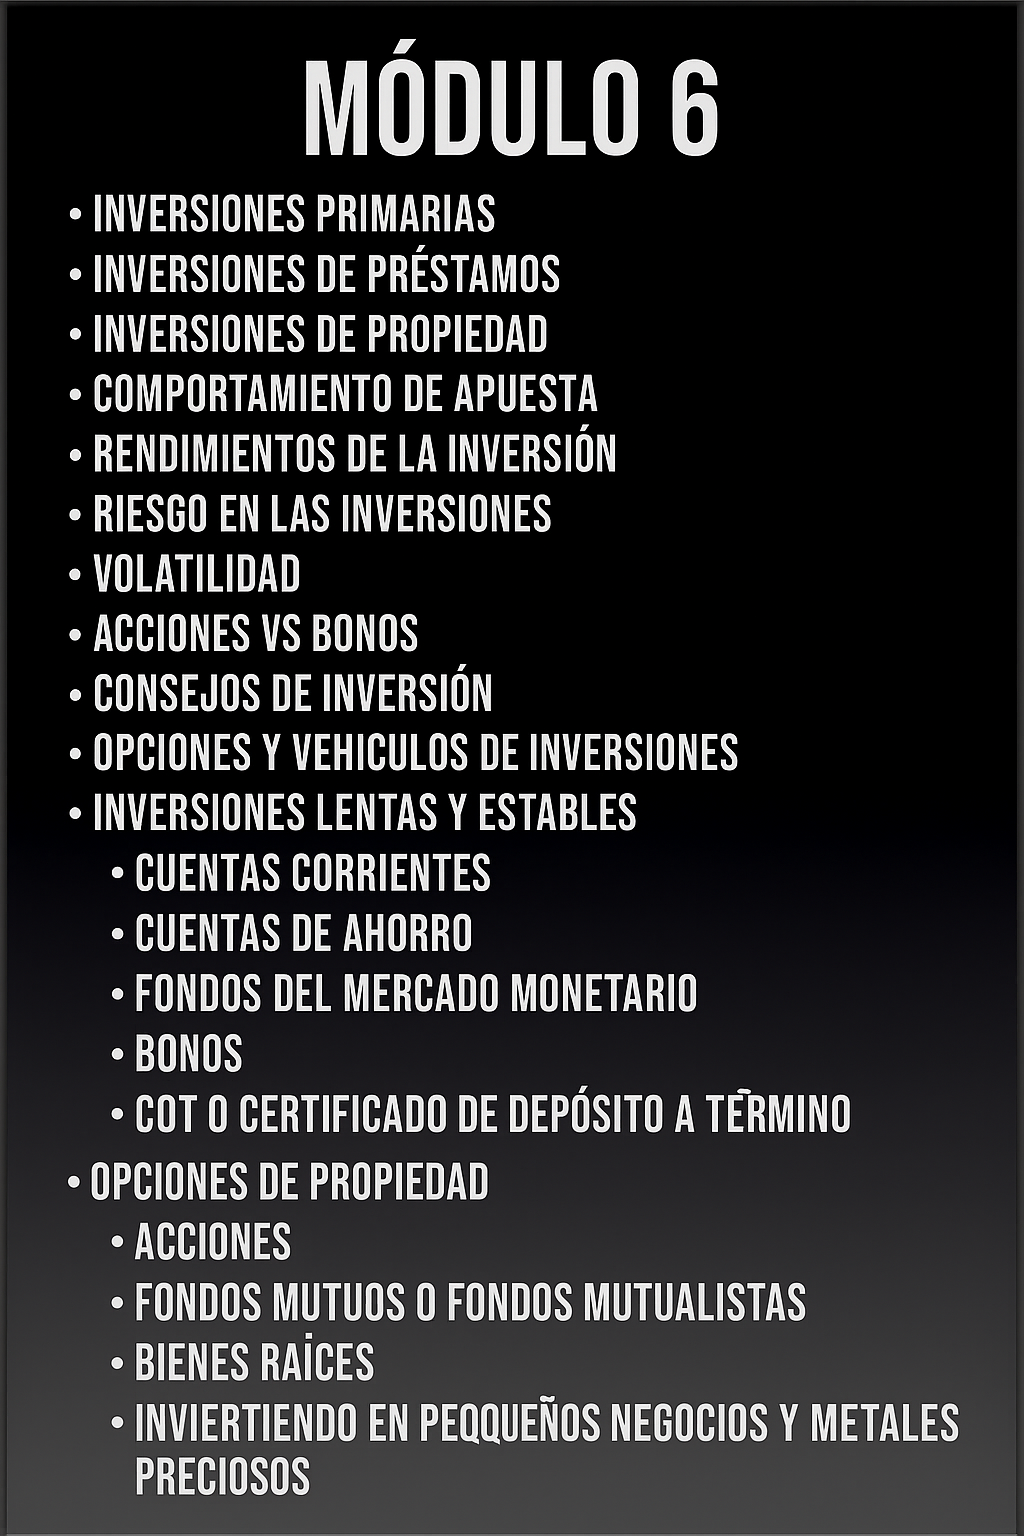 MÓDULO 6
• INVERSIONES PRIMARIAS
• INVERSIONES DE PRÉSTAMOS
• INVERSIONES DE PROPIEDAD
• COMPORTAMIENTO DE APUESTA
• RENDIMIENTOS DE LA INVERSIÓN
• RIESGO EN LAS INVERSIONES
• VOLATILIDAD
• ACCIONES VS BONOS
• CONSEJOS DE INVERSIÓN
• OPCIONES Y VEHICULOS DE INVERSIONES
• INVERSIONES LENTAS Y ESTABLES
• CUENTAS CORRIENTES
• CUENTAS DE AHORRO
• FONDOS DEL MERCADO MONETARIO
• BONOS
• COT O CERTIFICADO DE DEPÓSITO A TĒRMINO
• OPCIONES DE PROPIEDAD
• ACCIONES
• FONDOS MUTUOS O FONDOS MUTUALISTAS
• BIENES RAİCES
• INVIERTIENDO EN PEQQUEÑOS NEGOCIOS Y METALES
PRECIOSOS